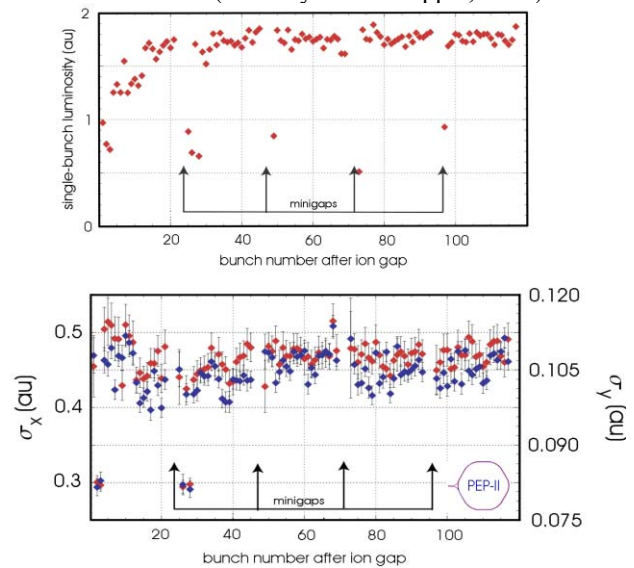 2
single-bunch luminosity (au)
1
0
minigaps
0 20 40 60 80 100
bunch number after ion gap
0.5
0.4
0.3
σx (au)
0.120
0.105
0.090
0.075
σy (au)
minigaps
PEP-II
0 20 40 60 80 100
bunch number after ion gap